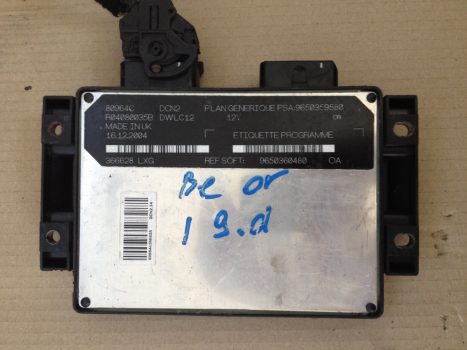 80964C DCN2 PLAN GENERIQUE PSA:9650359580
R04080035B DWLC12 12V
MADE IN UK
16.12.2004 ETIQUETTE PROGRAMME
366628 LXG REF SOFT: 9650360480 OA
Be or
1 9.d